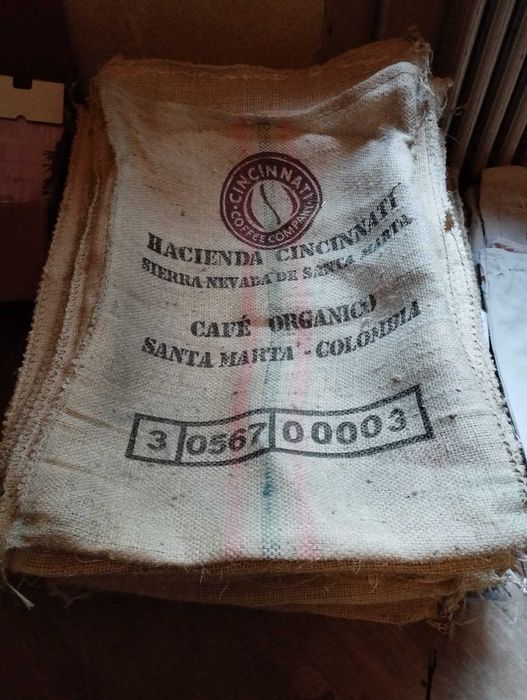 CINCINNATI
COFFEE COMPANY
HACIENDA CINCINNATI
SIERRA NEVADA DE SANTA MARTA
CAFÉ ORGANICO
SANTA MARTA - COLOMBIA
3 0567 00003